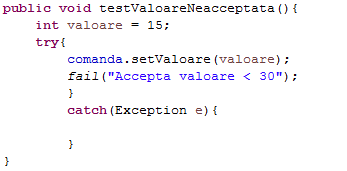 public void testValoareNeacceptata(){
int valoare = 15;
try{
comanda.setValoare(valoare);
fail("Accepta valoare < 30");
}
catch(Exception e){
}
}